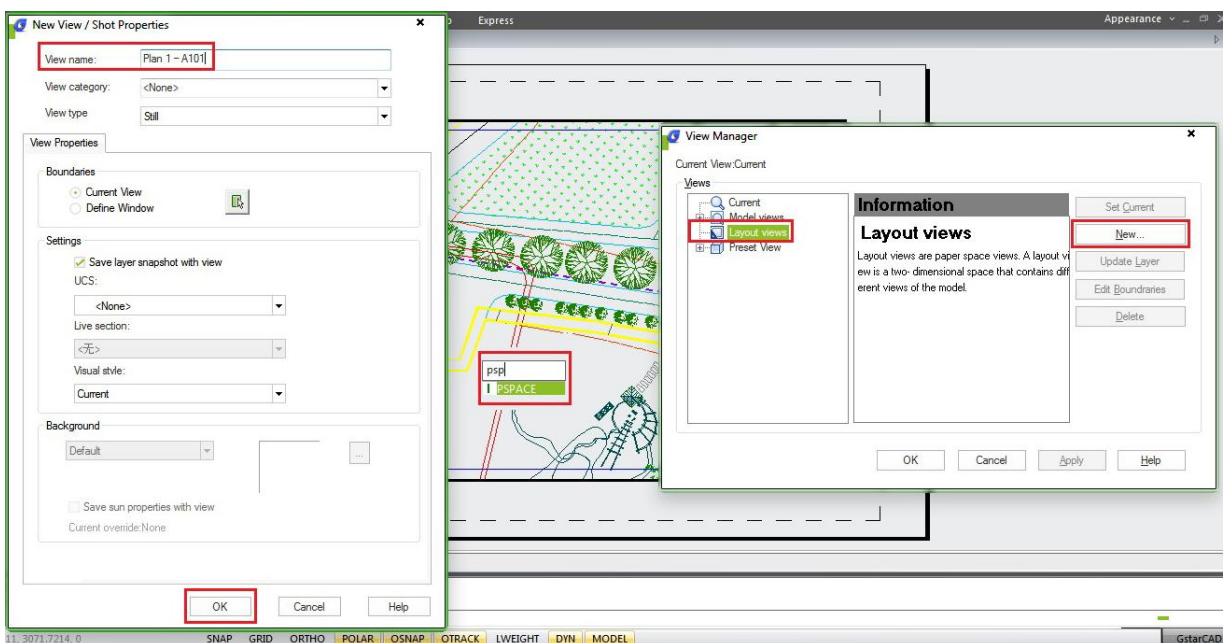 New View / Shot Properties
View name:
Plan 1 – A101
View category:
<None>
View type
Still
View Properties
Boundaries
Current View
Define Window
Settings
Save layer snapshot with view
UCS:
<None>
Live section:
<无>
Visual style:
Current
Background
Default
...
Save sun properties with view
Current override:None
OK
Cancel
Help
Express
Appearance
psp
PSPACE
View Manager
Current View:Current
Views
Current
Model views
Layout views
Preset View
Information
Layout views
Layout views are paper space views. A layout vi
ew is a two- dimensional space that contains diff
erent views of the model.
Set Current
New...
Update Layer
Edit Boundraries
Delete
OK
Cancel
Apply
Help
11, 3071.7214, 0
SNAP GRID ORTHO POLAR OSNAP OTRACK LWEIGHT DYN MODEL
GstarCAD